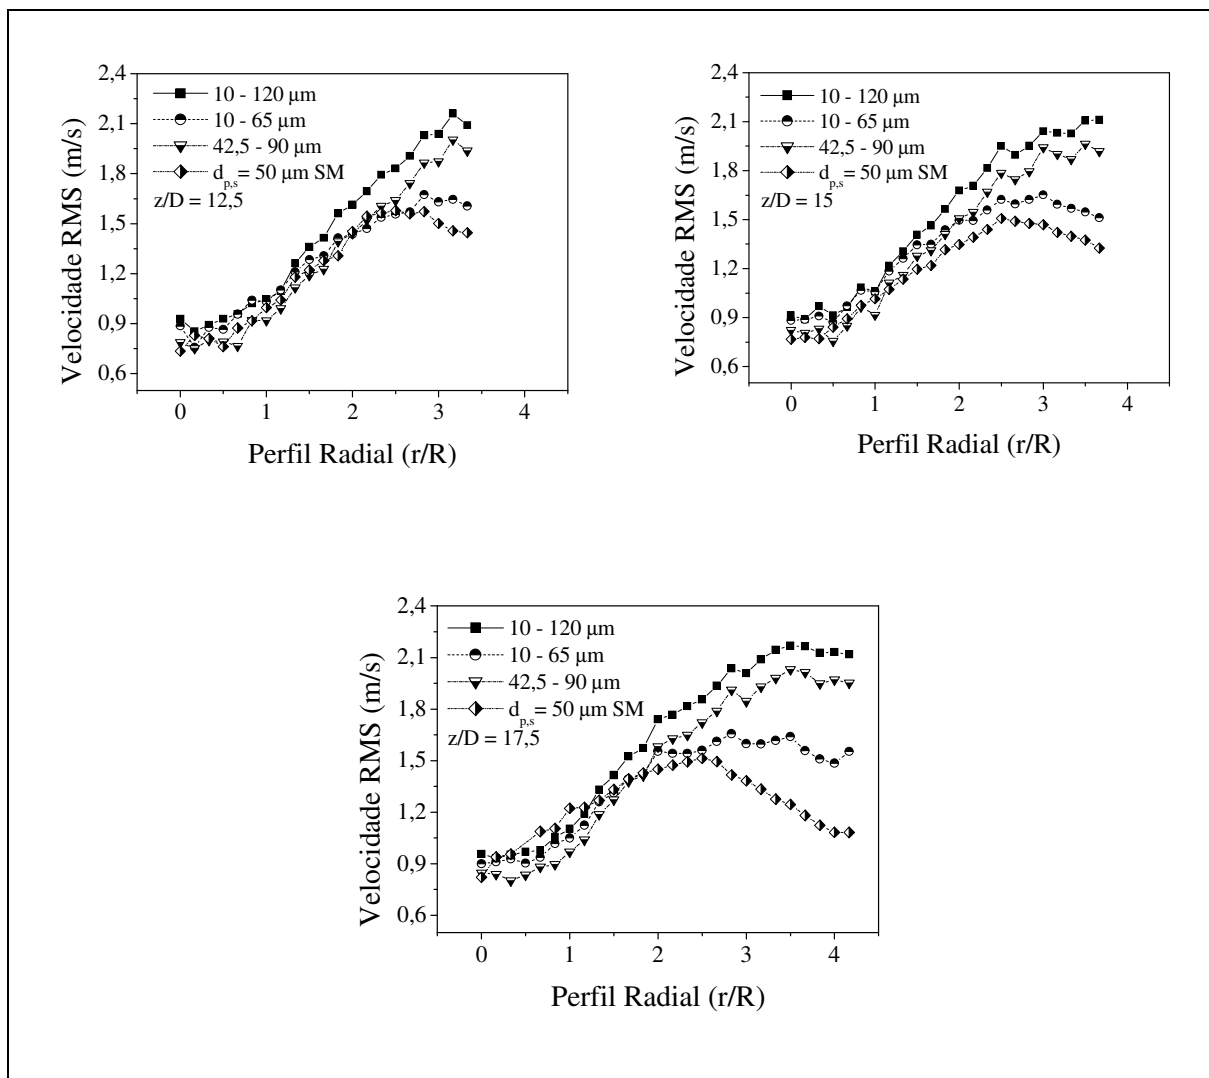 2,4
2,1
1,8
1,5
1,2
0,9
0,6
Velocidade RMS (m/s)
10 - 120 µm
10 - 65 µm
42,5 - 90 µm
dp,s = 50 µm SM
z/D = 12,5
0 1 2 3 4
Perfil Radial (r/R)
2,4
2,1
1,8
1,5
1,2
0,9
0,6
Velocidade RMS (m/s)
10 - 120 µm
10 - 65 µm
42,5 - 90 µm
dp,s = 50 µm SM
z/D = 15
0 1 2 3 4
Perfil Radial (r/R)
2,4
2,1
1,8
1,5
1,2
0,9
0,6
Velocidade RMS (m/s)
10 - 120 µm
10 - 65 µm
42,5 - 90 µm
dp,s = 50 µm SM
z/D = 17,5
0 1 2 3 4
Perfil Radial (r/R)